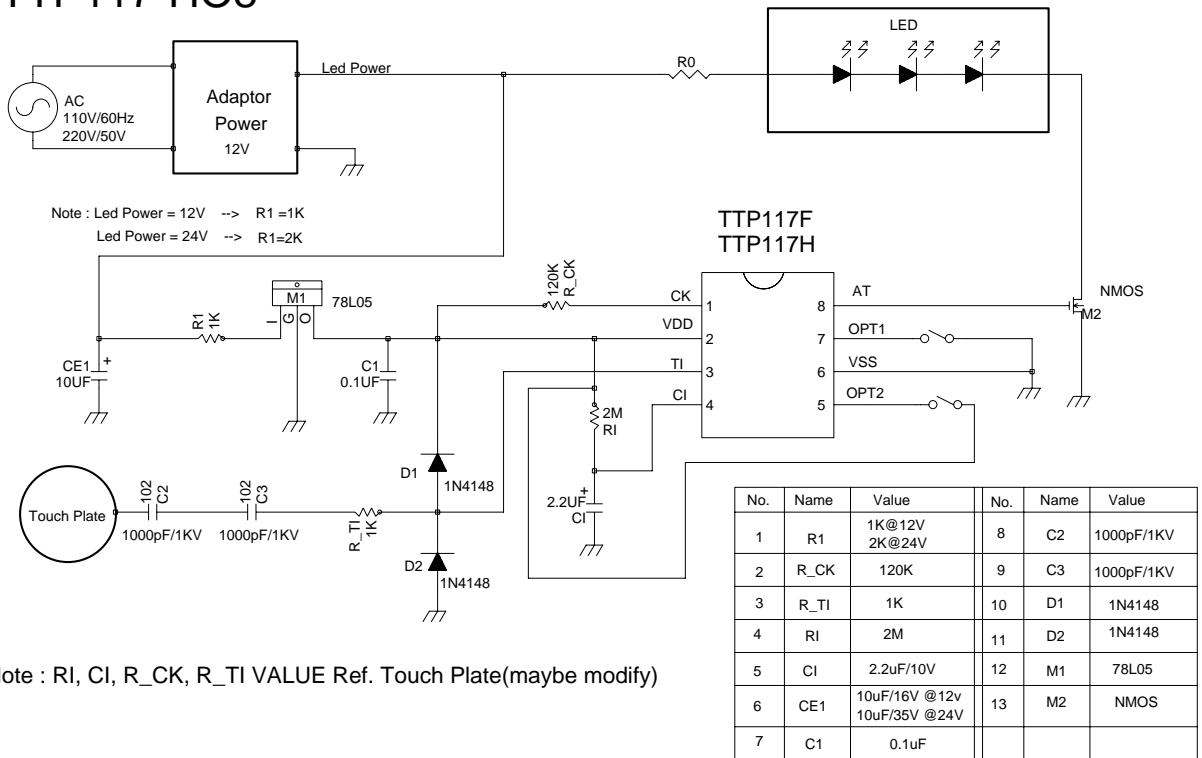 LED
R0
Led Power
AC
110V/60Hz
220V/50V
Adaptor
Power
12V
Note : Led Power = 12V --> R1 =1K
Led Power = 24V --> R1=2K
TTP117F
TTP117H
120K
R_CK
CK
1
VDD
2
TI
3
CI
4
8
AT
7
OPT1
6
VSS
5
OPT2
NMOS
M2
M1
78L05
I
G
O
R1
1K
CE1
10UF
+
C1
0.1UF
2M
RI
2.2UF
+
CI
D1
1N4148
D2
1N4148
Touch Plate
102
C2
1000pF/1KV
102
C3
1000pF/1KV
R_TI
1K
No. Name Value No. Name Value
1 R1 1K@12V 2K@24V 8 C2 1000pF/1KV
2 R_CK 120K 9 C3 1000pF/1KV
3 R_TI 1K 10 D1 1N4148
4 RI 2M 11 D2 1N4148
5 CI 2.2uF/10V 12 M1 78L05
6 CE1 10uF/16V @12v 10uF/35V @24V 13 M2 NMOS
7 C1 0.1uF
: RI, CI, R_CK, R_TI VALUE Ref. Touch Plate(maybe modify)